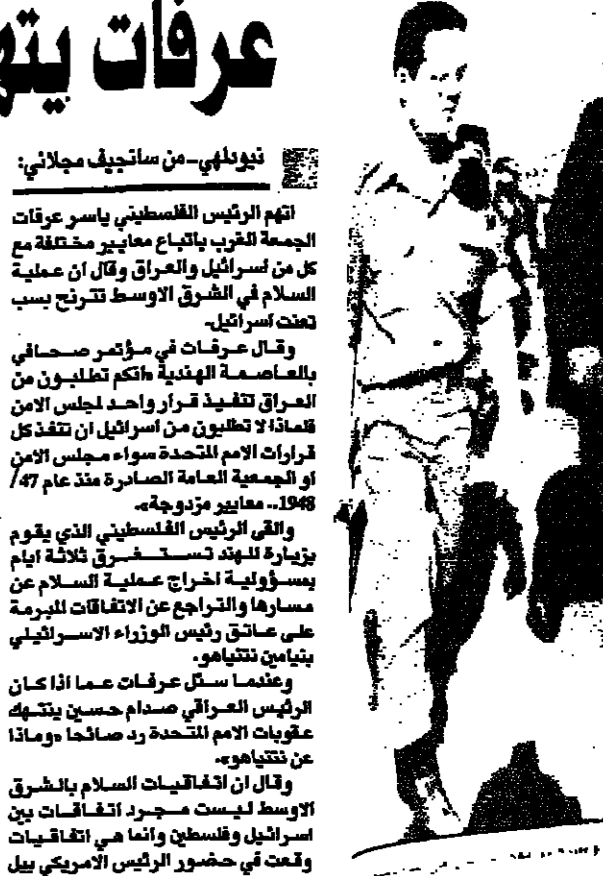 عرفات يته
نيودلهي-من سانجيف مجلاني:
اتهم الرئيس الفلسطيني ياسر عرفات
الجمعة الغرب باتباع معايير مختلفة مع
كل من اسرائيل والعراق وقال ان عملية
السلام في الشرق الاوسط تترنح بسب
تعنت اسرائيل.
وقال عرفات في مؤتمر صحافي
بالعاصمة الهندية «انكم تطلبون من
العراق تنفيذ قرار واحد لمجلس الامن
فلماذا لا تطلبون من اسرائيل ان تنفذ كل
قرارات الامم المتحدة سواء مجلس الامن
او الجمعية العامة الصادرة منذ عام 47/
1948.. معايير مزدوجة».
والقى الرئيس الفلسطيني الذي يقوم
بزيارة للهند تستغرق ثلاثة ايام
بمسؤولية اخراج عملية السلام عن
مسارها والتراجع عن الاتفاقات المبرمة
على عاتق رئيس الوزراء الاسرائيلي
بنيامين نتنياهو.
وعندما سئل عرفات عما اذا كان
الرئيس العراقي صدام حسين ينتهك
عقوبات الامم المتحدة رد صائحا «وماذا
عن نتنياهو».
وقال ان اتفاقيات السلام بالشرق
الاوسط ليست مجرد اتفاقات بين
اسرائيل وفلسطين وانما هي اتفاقيات
وقعت في حضور الرئيس الامريكي بيل